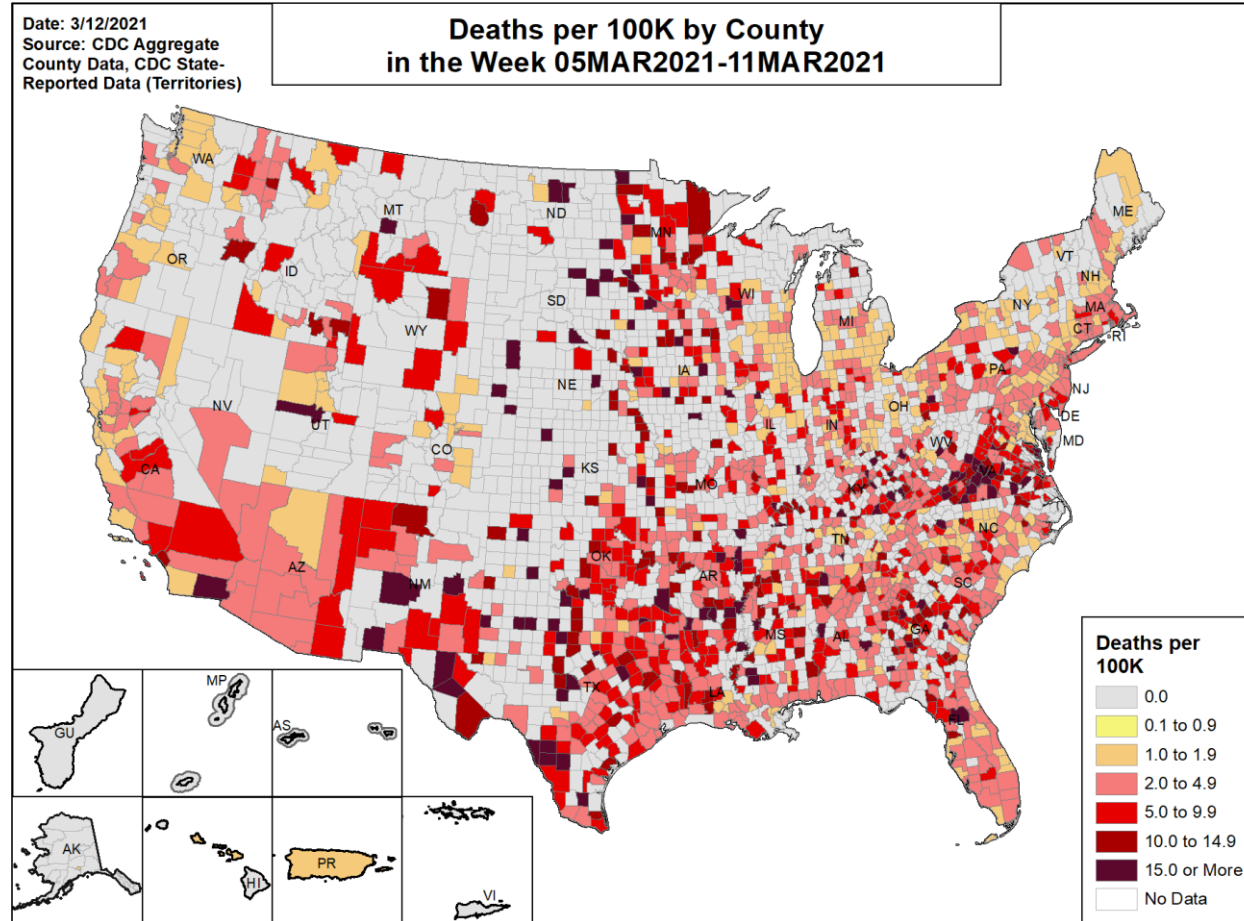 Date: 3/12/2021
Source: CDC Aggregate
County Data, CDC State-
Reported Data (Territories)
Deaths per 100K by County
in the Week 05MAR2021-11MAR2021
WA
MT
ND
MN
ME
OR
ID
SD
WI
MI
VT
NH
NY
MA
CT
RI
WY
NE
IA
PA
NJ
NV
UT
CO
IL
IN
OH
DE
MD
WV
CA
KS
MO
KY
VA
AZ
NM
OK
AR
TN
NC
SC
MS
AL
GA
TX
LA
FL
MP
GU
AS
AK
HI
PR
VI
Deaths per
100K
0.0
0.1 to 0.9
1.0 to 1.9
2.0 to 4.9
5.0 to 9.9
10.0 to 14.9
15.0 or More
No Data